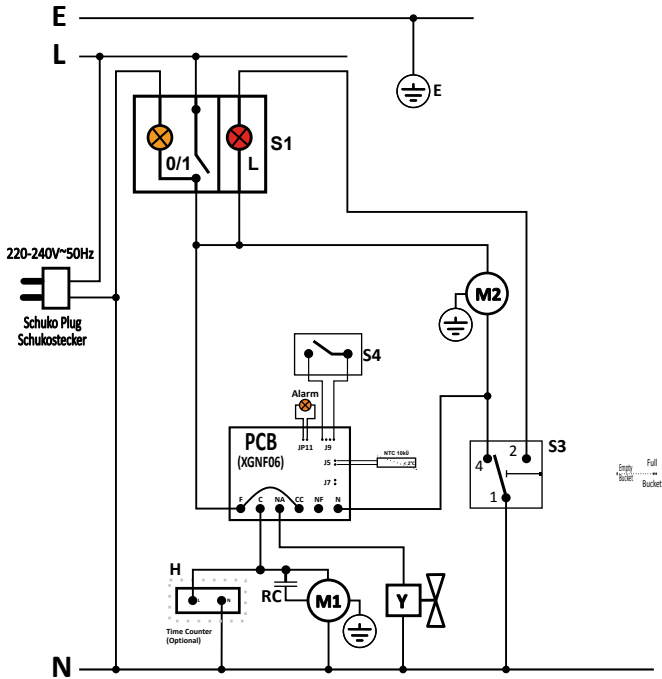 E
L
E
S1
0/1
L
220-240V~50Hz
Schuko Plug
Schukostecker
M2
S4
Alarm
PCB
(XGNF06)
JP11
J9
J5
NTC 10kΩ
< 2°C
J7
F
C
NA
CC
NF
N
S3
4
2
1
Empty
Bucket
Full
Bucket
H
L
N
Time Counter
(Optional)
RC
M1
Y
N